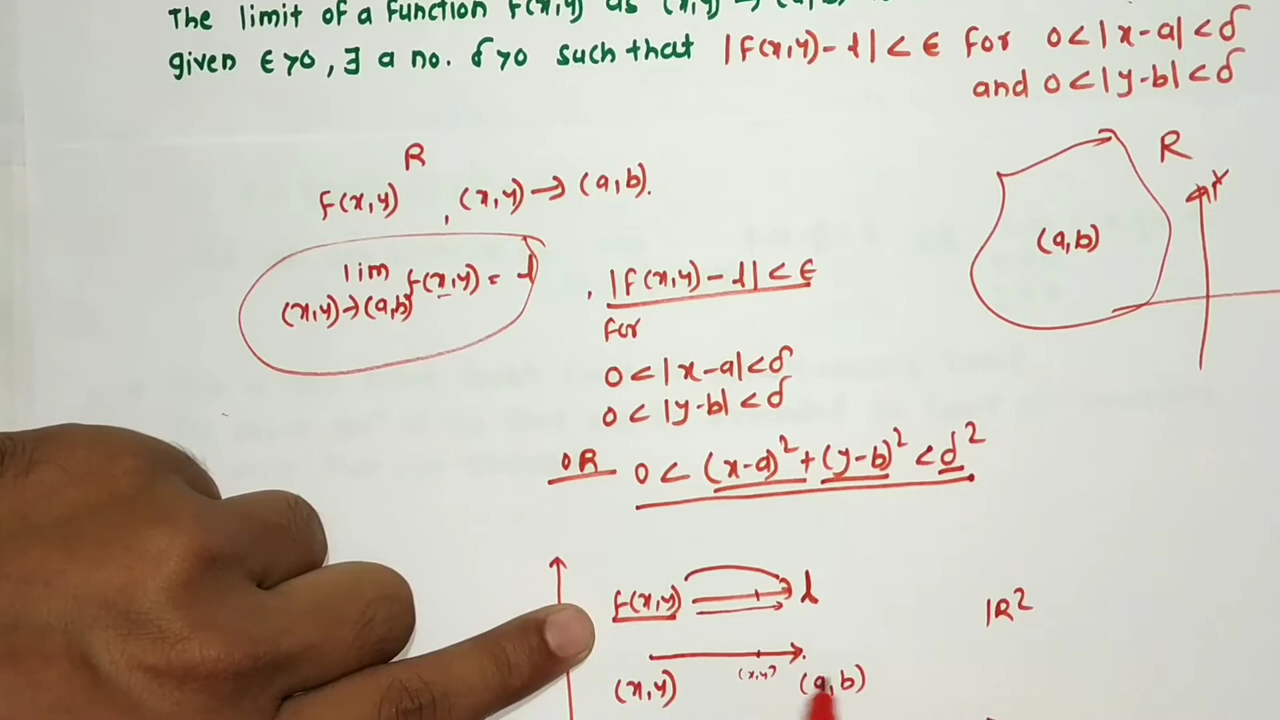 The limit of a function f(x,y) as (x,y) → (a,b)
given ϵ>0, ∃ a no. δ>0 such that |f(x,y)-l| < ϵ for 0<|x-a|<δ
and 0<|y-b|<δ
R
R
f(x,y) , (x,y) → (a,b).
(a,b)
lim f(x,y) = l
(x,y)→(a,b)
, |f(x,y)-l| < ϵ
for
0<|x-a|<δ
0<|y-b|<δ
OR 0 < (x-a)²+(y-b)² < δ²
f(x,y) l
IR²
(x,y) (x,y) (a,b)